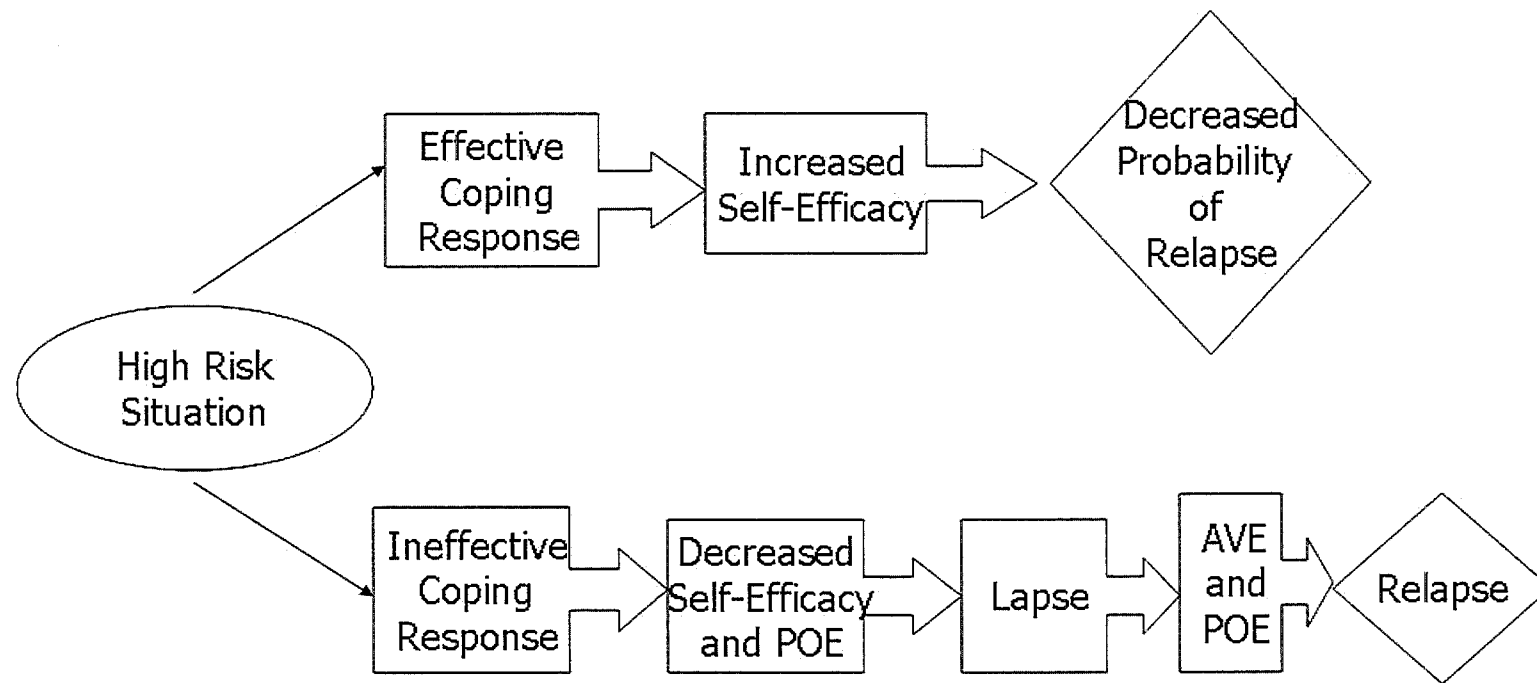 Effective
Coping
Response
Increased
Self-Efficacy
Decreased
Probability
of
Relapse
High Risk
Situation
Ineffective
Coping
Response
Decreased
Self-Efficacy
and POE
Lapse
AVE
and
POE
Relapse